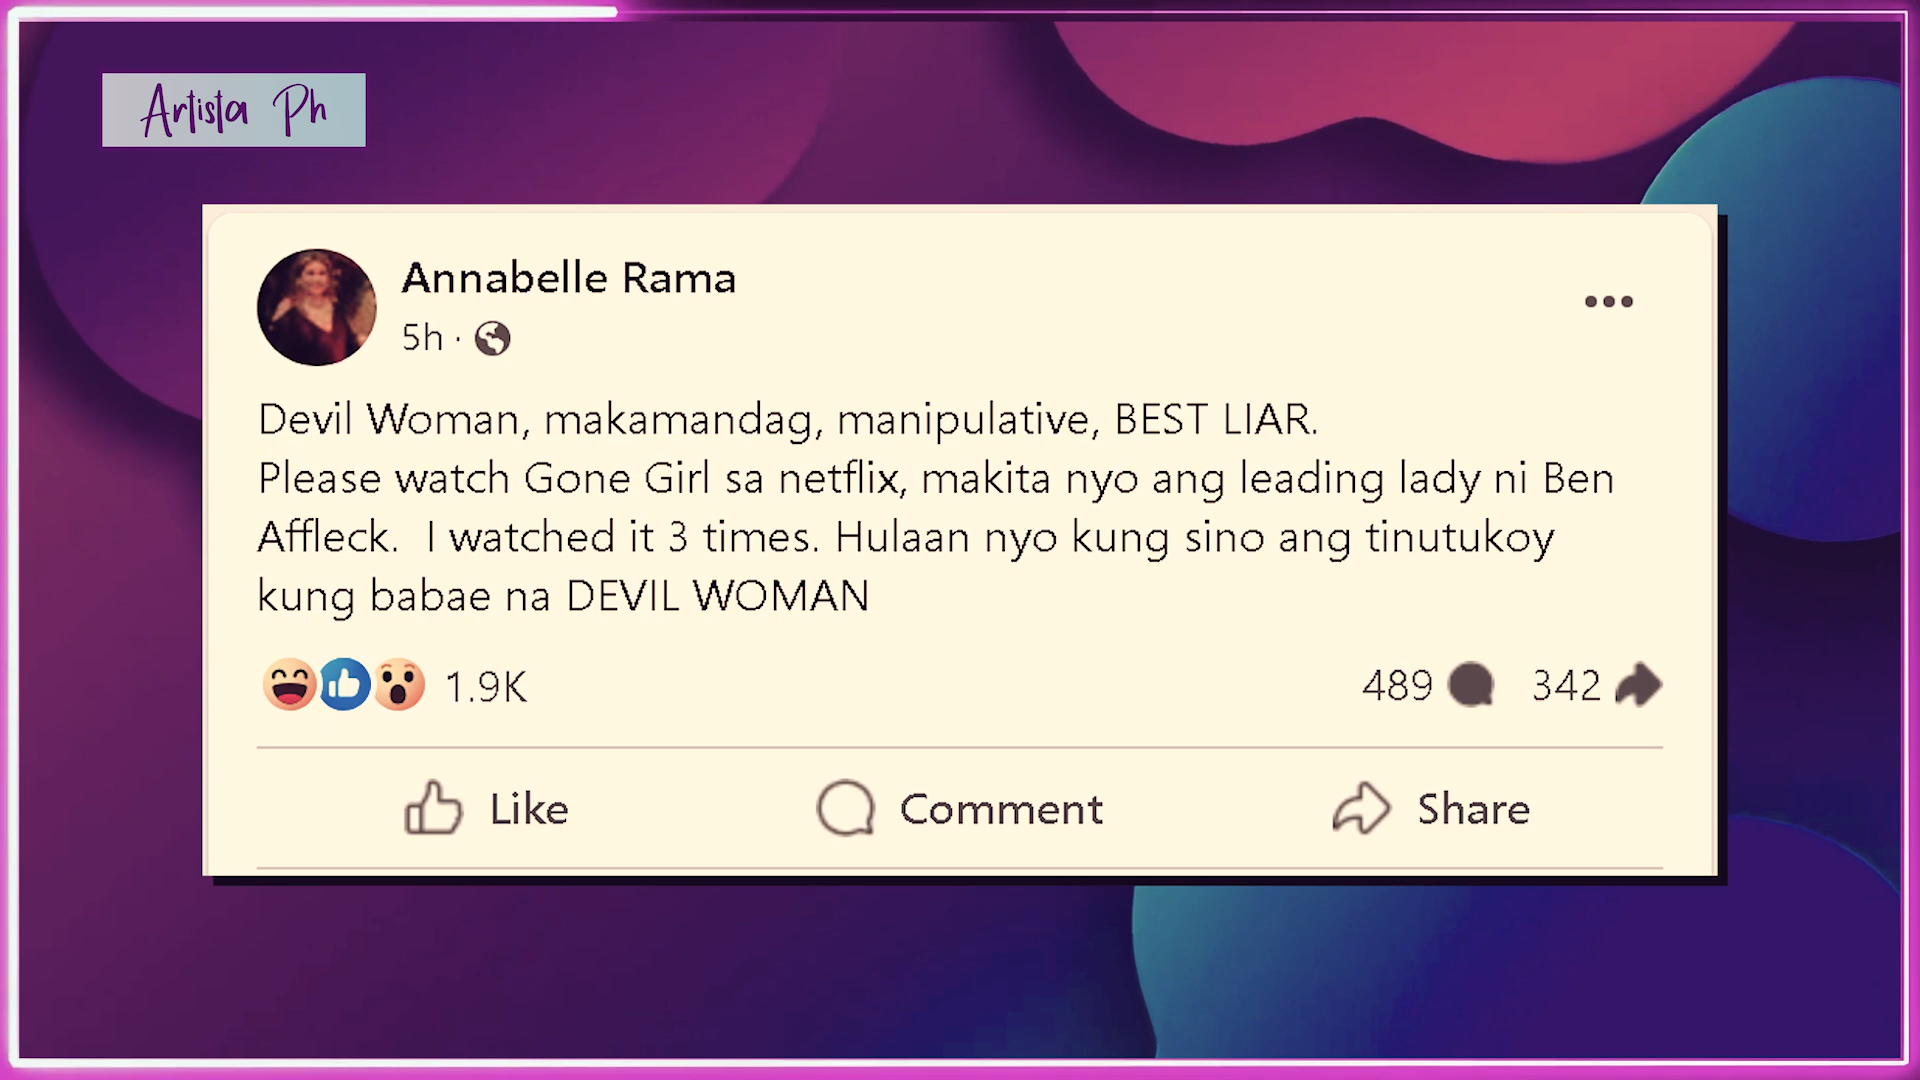 Artista Ph
Annabelle Rama
5h ·
Devil Woman, makamandag, manipulative, BEST LIAR.
Please watch Gone Girl sa netflix, makita nyo ang leading lady ni Ben
Affleck.  I watched it 3 times. Hulaan nyo kung sino ang tinutukoy
kung babae na DEVIL WOMAN
1.9K
489 342
Like Comment Share